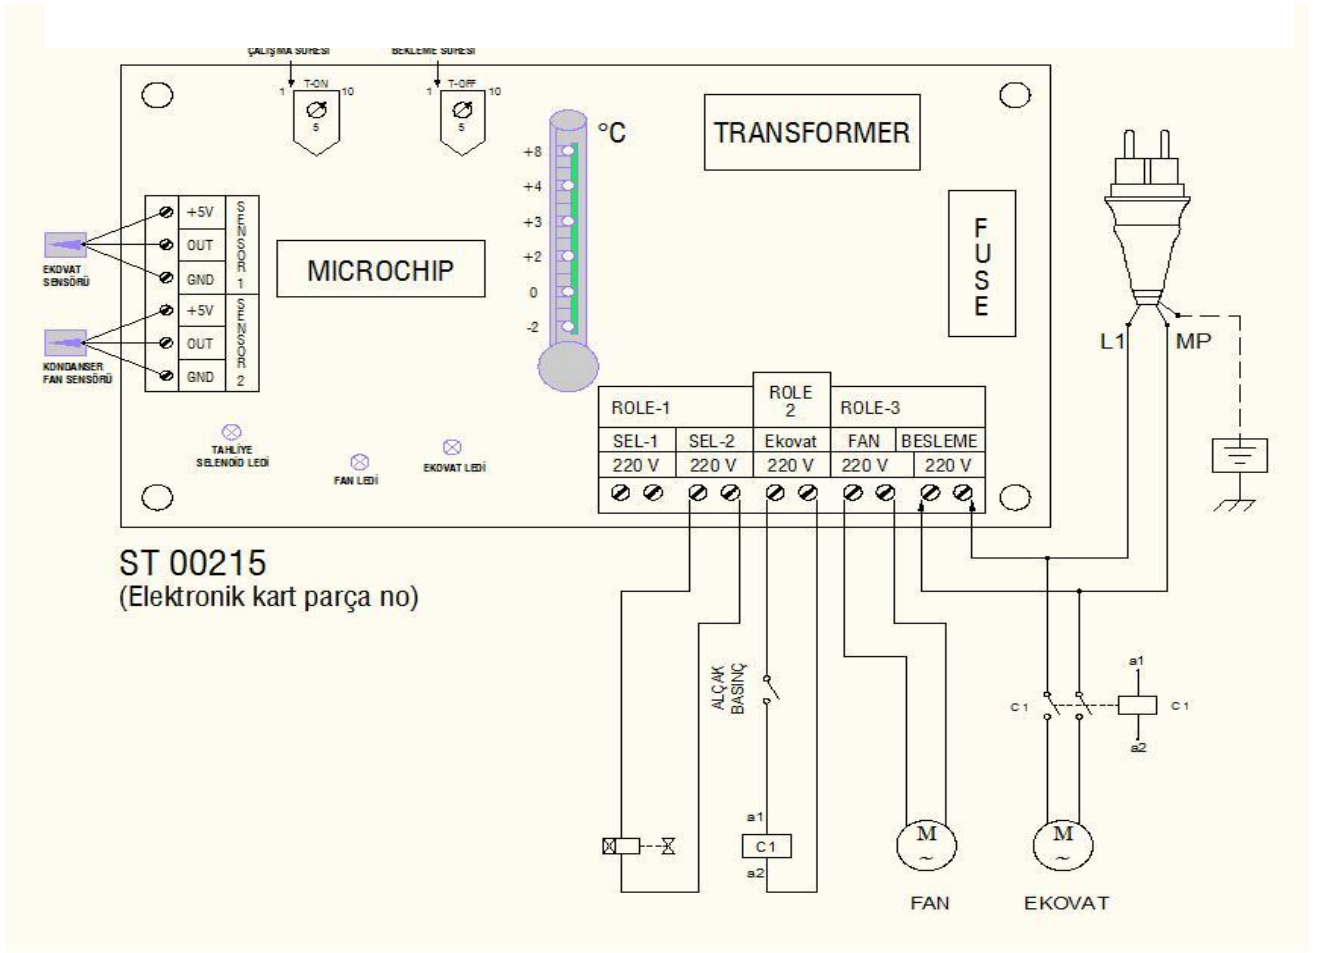 ÇALIŞMA SÜRESİ
BEKLEME SÜRESİ
T-ON
1
10
5
T-OFF
1
10
5
°C
+8
+4
+3
+2
0
-2
TRANSFORMER
FUSE
MICROCHIP
+5V
OUT
GND
SENSOR 1
+5V
OUT
GND
SENSOR 2
EKOVAT
SENSÖRÜ
KONDANSER
FAN SENSÖRÜ
TAHLİYE
SELENOİD LEDİ
FAN LEDİ
EKOVAT LEDİ
L1
MP
ROLE-1
ROLE
2
ROLE-3
SEL-1
SEL-2
Ekovat
FAN
BESLEME
220 V
220 V
220 V
220 V
220 V
ST 00215
(Elektronik kart parça no)
ALÇAK
BASINÇ
a1
C1
C1
a2
a1
C1
a2
M
~
M
~
FAN
EKOVAT